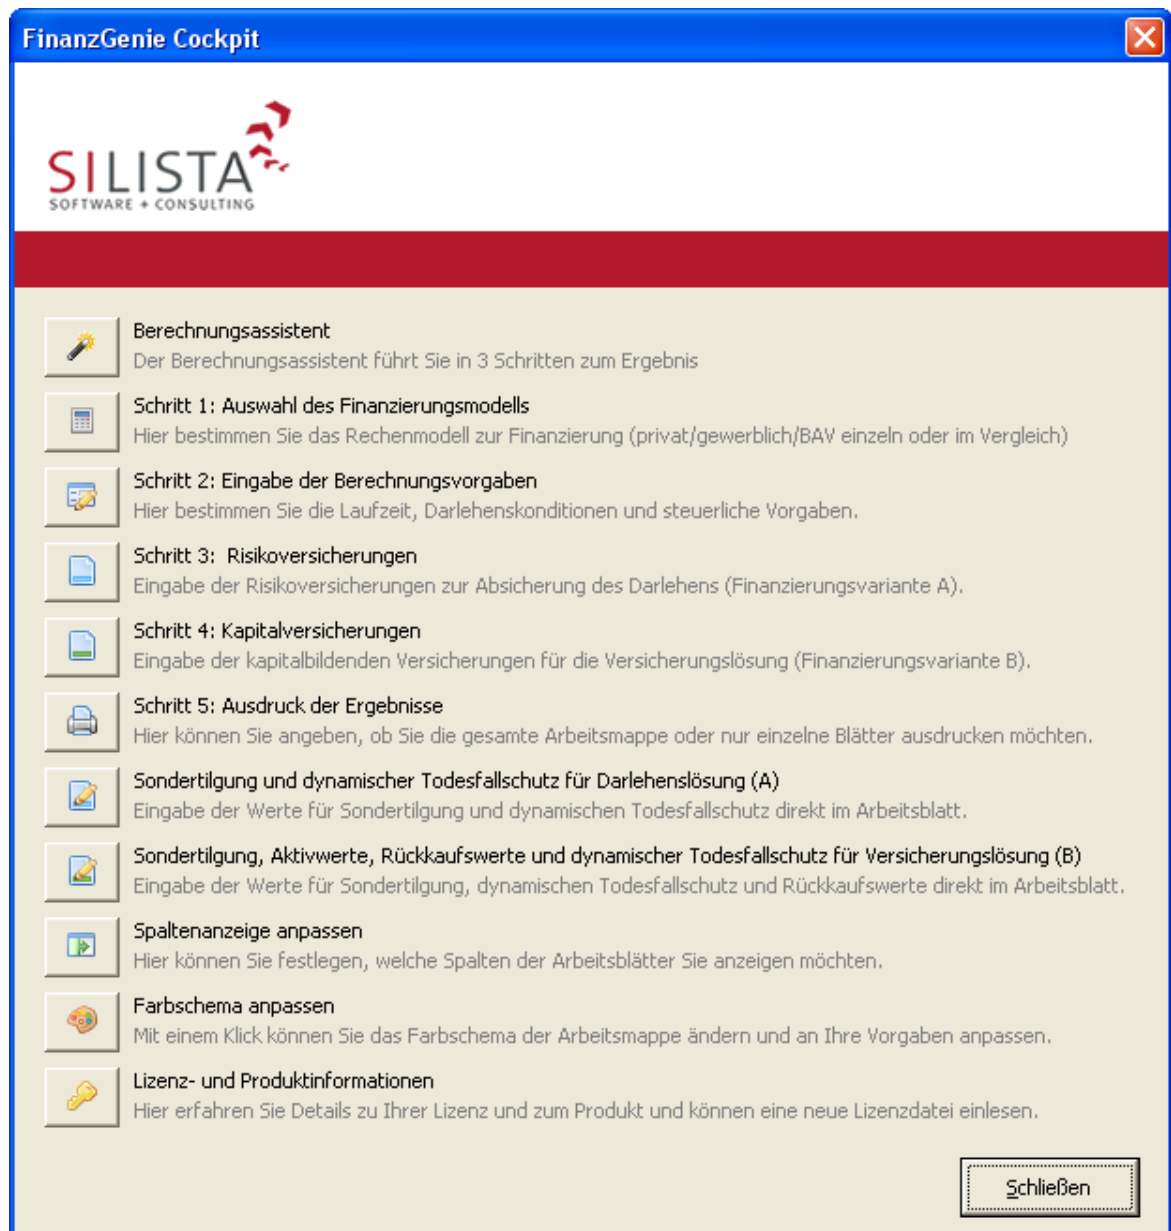 FinanzGenie Cockpit
SILISTA
SOFTWARE + CONSULTING
Berechnungsassistent
Der Berechnungsassistent führt Sie in 3 Schritten zum Ergebnis
Schritt 1: Auswahl des Finanzierungsmodells
Hier bestimmen Sie das Rechenmodell zur Finanzierung (privat/gewerblich/BAV einzeln oder im Vergleich)
Schritt 2: Eingabe der Berechnungsvorgaben
Hier bestimmen Sie die Laufzeit, Darlehenskonditionen und steuerliche Vorgaben.
Schritt 3:  Risikoversicherungen
Eingabe der Risikoversicherungen zur Absicherung des Darlehens (Finanzierungsvariante A).
Schritt 4: Kapitalversicherungen
Eingabe der kapitalbildenden Versicherungen für die Versicherungslösung (Finanzierungsvariante B).
Schritt 5: Ausdruck der Ergebnisse
Hier können Sie angeben, ob Sie die gesamte Arbeitsmappe oder nur einzelne Blätter ausdrucken möchten.
Sondertilgung und dynamischer Todesfallschutz für Darlehenslösung (A)
Eingabe der Werte für Sondertilgung und dynamischen Todesfallschutz direkt im Arbeitsblatt.
Sondertilgung, Aktivwerte, Rückkaufswerte und dynamischer Todesfallschutz für Versicherungslösung (B)
Eingabe der Werte für Sondertilgung, dynamischen Todesfallschutz und Rückkaufswerte direkt im Arbeitsblatt.
Spaltenanzeige anpassen
Hier können Sie festlegen, welche Spalten der Arbeitsblätter Sie anzeigen möchten.
Farbschema anpassen
Mit einem Klick können Sie das Farbschema der Arbeitsmappe ändern und an Ihre Vorgaben anpassen.
Lizenz- und Produktinformationen
Hier erfahren Sie Details zu Ihrer Lizenz und zum Produkt und können eine neue Lizenzdatei einlesen.
Schließen